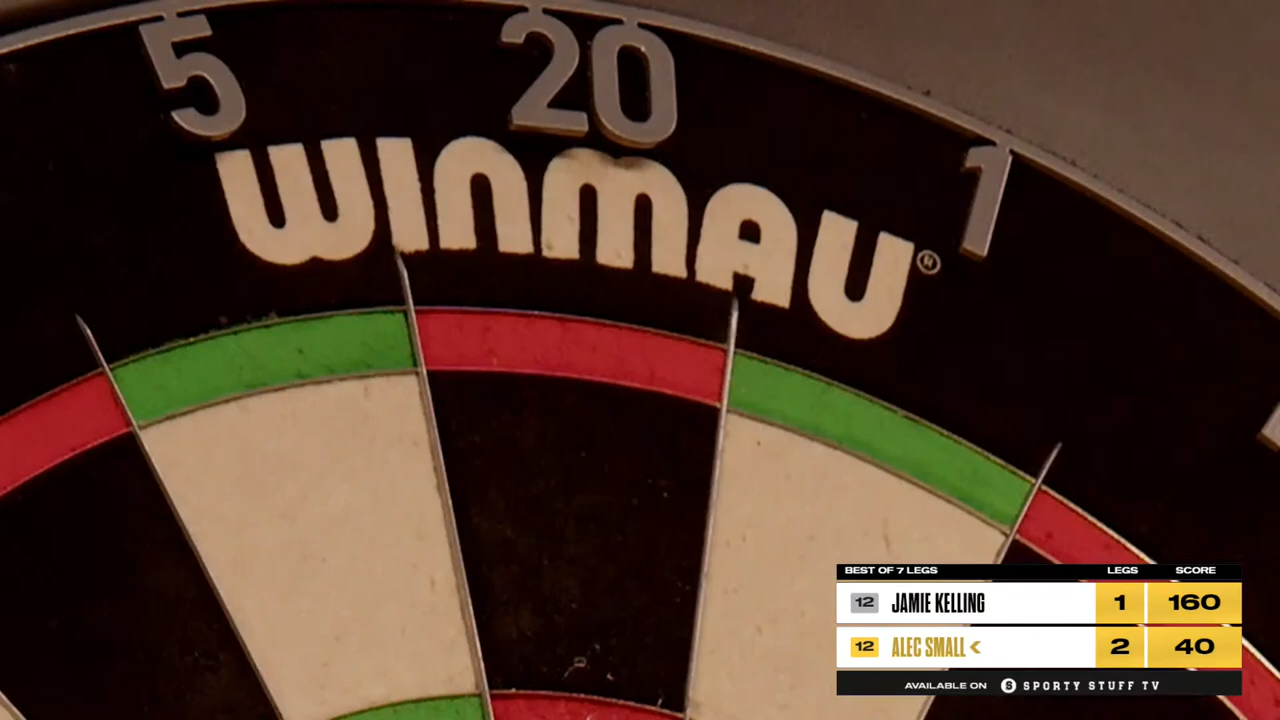 5 20 1
WINMAU®
BEST OF 7 LEGS LEGS SCORE
12 JAMIE KELLING 1 160
12 ALEC SMALL < 2 40
AVAILABLE ON S SPORTY STUFF TV